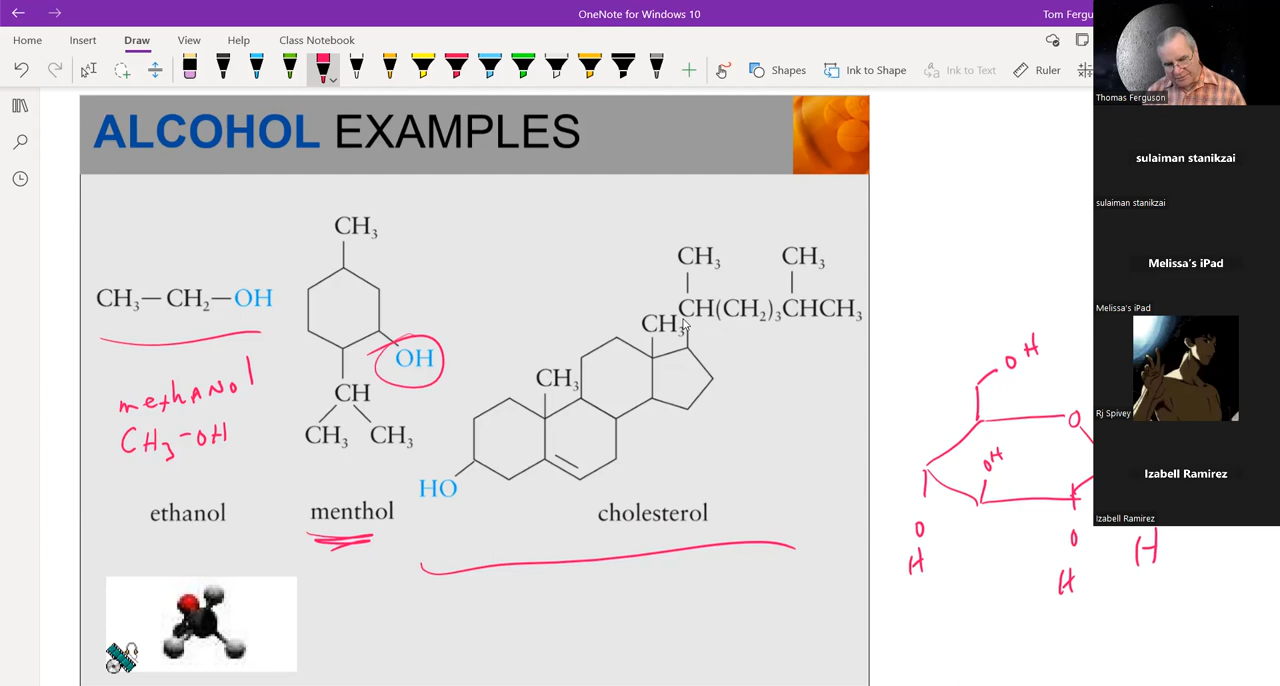 OneNote for Windows 10
Tom Fergu
Home Insert Draw View Help Class Notebook
Shapes Ink to Shape Ink to Text Ruler
ALCOHOL EXAMPLES
CH3
CH3 CH3
CH3—CH2—OH
CH(CH2)3CHCH3
CH3
OH
CH3
CH
CH3 CH3
HO
methanol
CH3-OH
ethanol menthol cholesterol
OH
O
OH
O
H
O
H
H
Thomas Ferguson
sulaiman stanikzai
sulaiman stanikzai
Melissa's iPad
Melissa's iPad
Rj Spivey
Izabell Ramirez
Izabell Ramirez